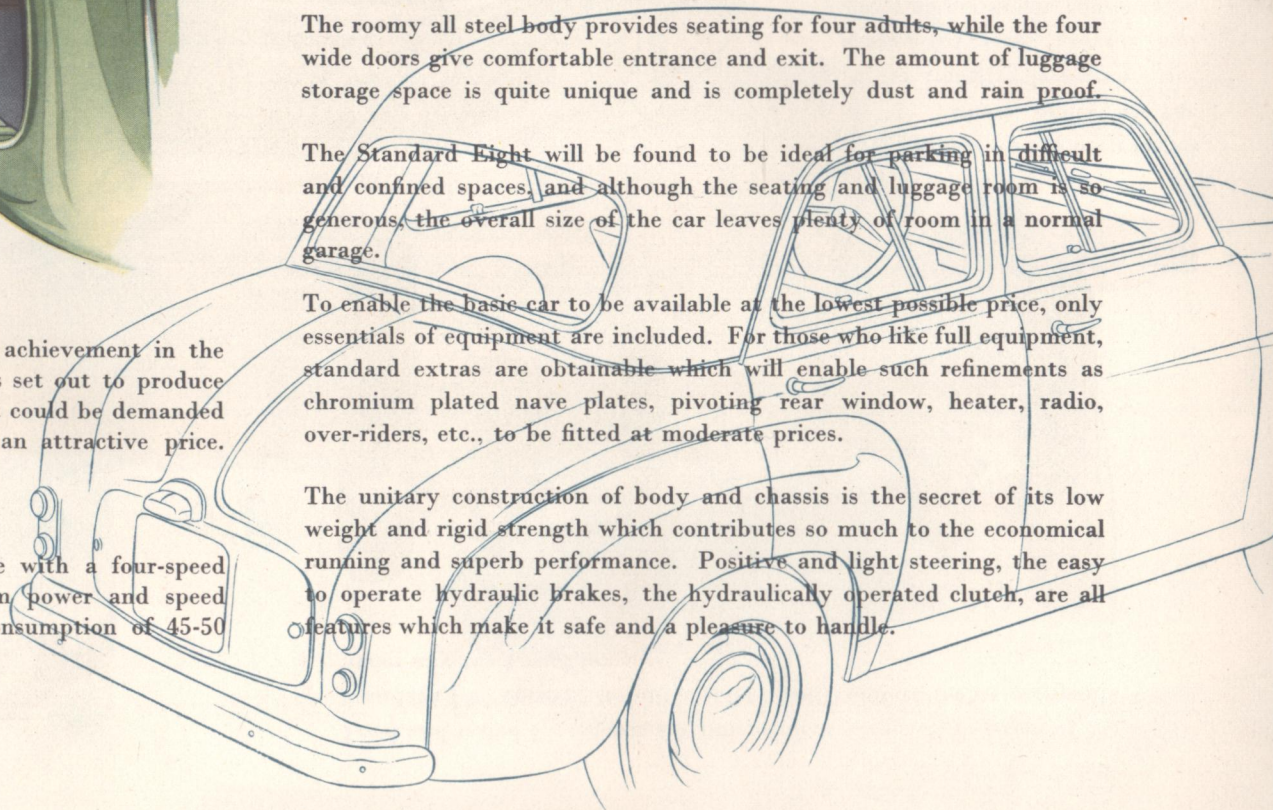 achievement in the
set out to produce
could be demanded
an attractive price.
with a four-speed
power and speed
of 45-50
The roomy all steel body provides seating for four adults, while the four
wide doors give comfortable entrance and exit. The amount of luggage
storage space is quite unique and is completely dust and rain proof.
The Standard Eight will be found to be ideal for parking in difficult
and confined spaces, and although the seating and luggage room is so
generous, the overall size of the car leaves plenty of room in a normal
garage.
To enable the basic car to be available at the lowest possible price, only
essentials of equipment are included. For those who like full equipment,
standard extras are obtainable which will enable such refinements as
chromium plated nave plates, pivoting rear window, heater, radio,
over-riders, etc., to be fitted at moderate prices.
The unitary construction of body and chassis is the secret of its low
weight and rigid strength which contributes so much to the economical
running and superb performance. Positive and light steering, the easy
to operate hydraulic brakes, the hydraulically operated clutch, are all
features which make it safe and a pleasure to handle.